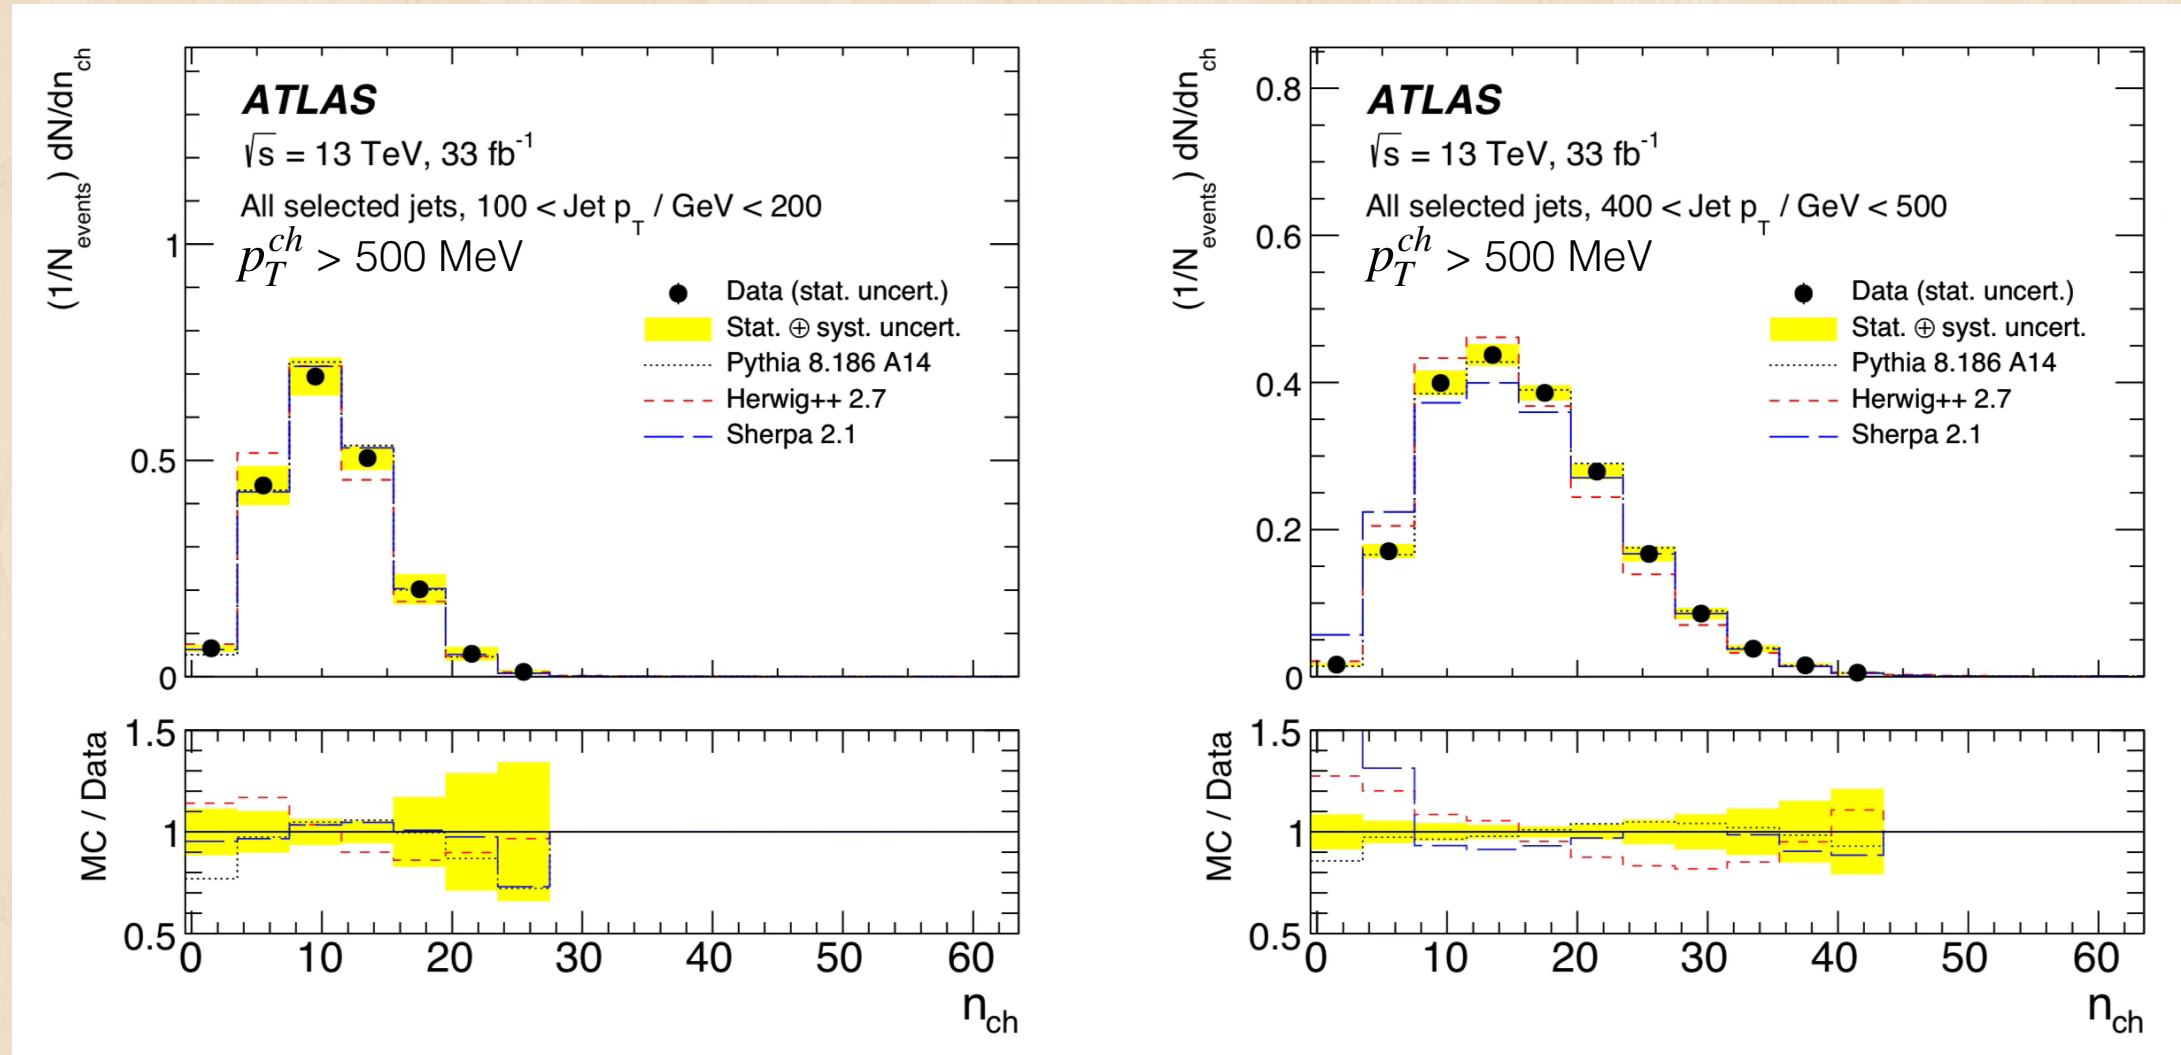 (1/N_events) dN/dn_ch
ATLAS
√s = 13 TeV, 33 fb⁻¹
All selected jets, 100 < Jet p_T / GeV < 200
p_T^ch > 500 MeV
Data (stat. uncert.)
Stat. ⊕ syst. uncert.
Pythia 8.186 A14
Herwig++ 2.7
Sherpa 2.1
1
0.5
0
MC / Data
1.5
1
0.5
0 10 20 30 40 50 60
n_ch
(1/N_events) dN/dn_ch
ATLAS
√s = 13 TeV, 33 fb⁻¹
All selected jets, 400 < Jet p_T / GeV < 500
p_T^ch > 500 MeV
Data (stat. uncert.)
Stat. ⊕ syst. uncert.
Pythia 8.186 A14
Herwig++ 2.7
Sherpa 2.1
0.8
0.6
0.4
0.2
0
MC / Data
1.5
1
0.5
0 10 20 30 40 50 60
n_ch